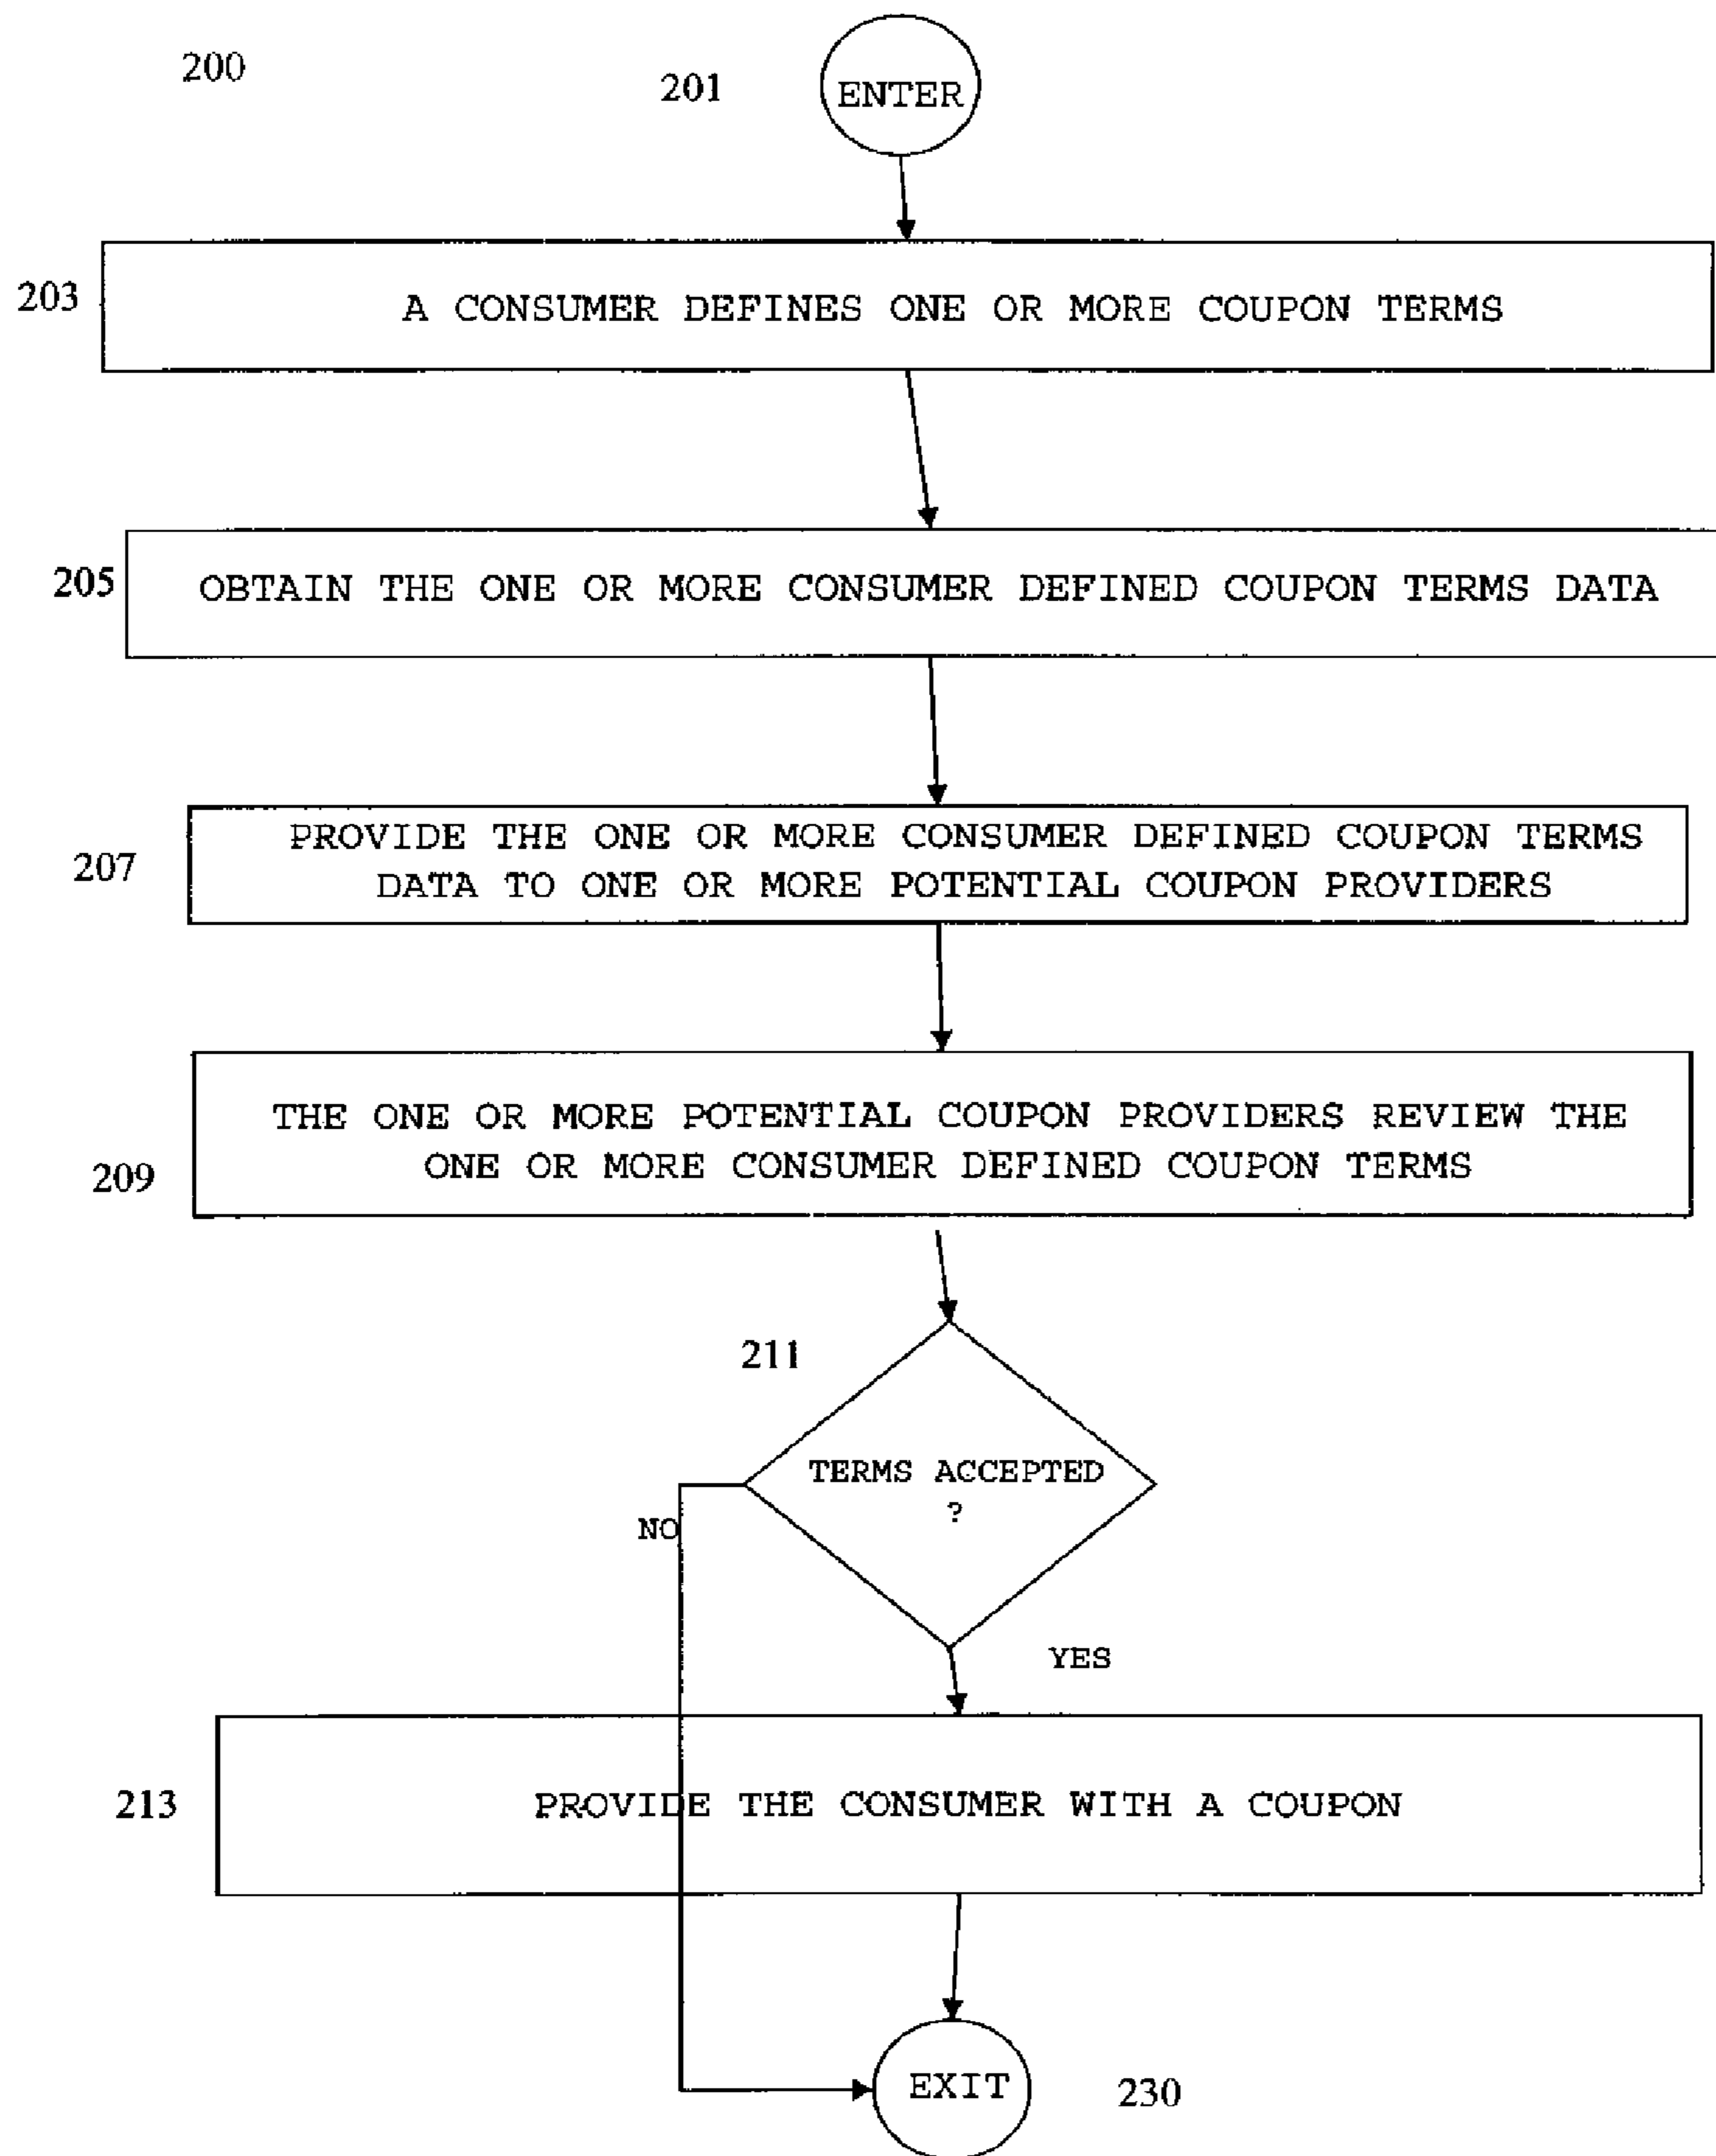 200
201
ENTER
203
A CONSUMER DEFINES ONE OR MORE COUPON TERMS
205
OBTAIN THE ONE OR MORE CONSUMER DEFINED COUPON TERMS DATA
207
PROVIDE THE ONE OR MORE CONSUMER DEFINED COUPON TERMS
DATA TO ONE OR MORE POTENTIAL COUPON PROVIDERS
209
THE ONE OR MORE POTENTIAL COUPON PROVIDERS REVIEW THE
ONE OR MORE CONSUMER DEFINED COUPON TERMS
211
TERMS ACCEPTED
?
NO
YES
213
PROVIDE THE CONSUMER WITH A COUPON
EXIT
230